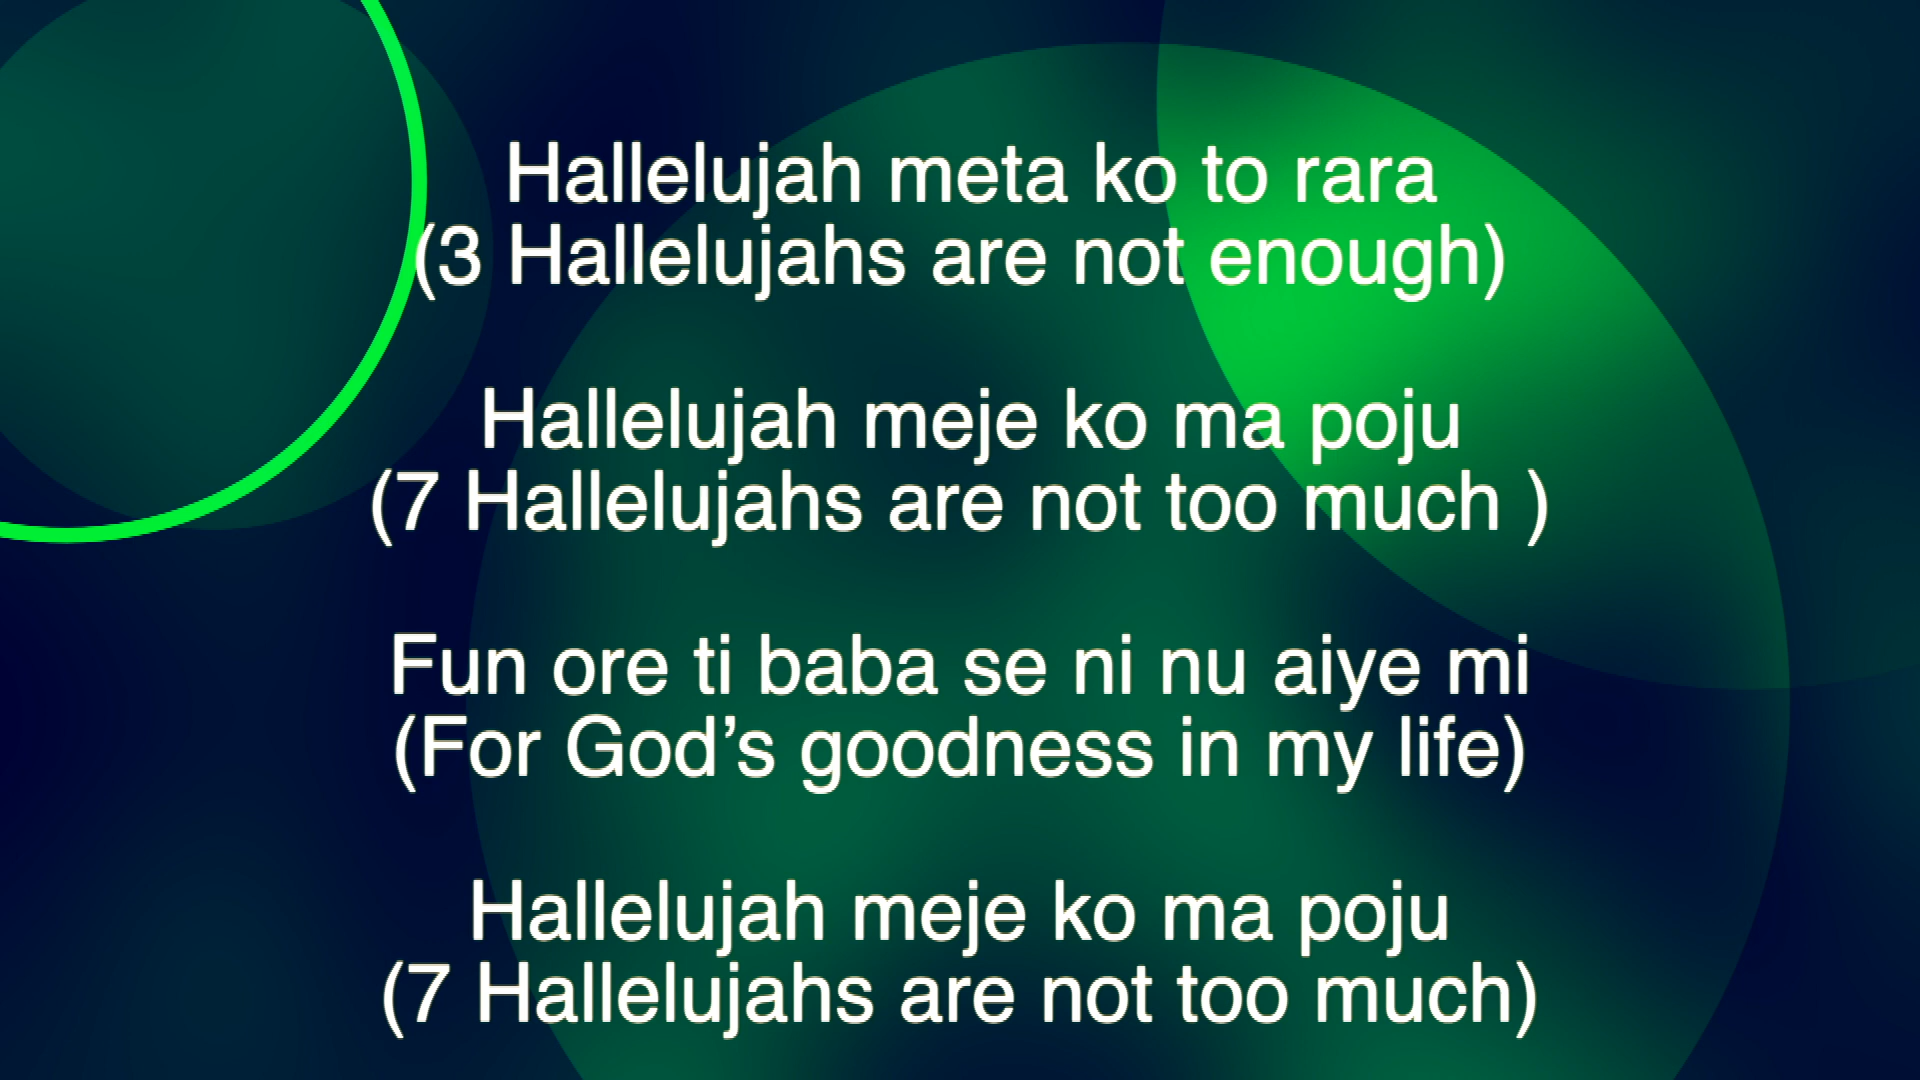 Hallelujah meta ko to rara
(3 Hallelujahs are not enough)
Hallelujah meje ko ma poju
(7 Hallelujahs are not too much )
Fun ore ti baba se ni nu aiye mi
(For God’s goodness in my life)
Hallelujah meje ko ma poju
(7 Hallelujahs are not too much)